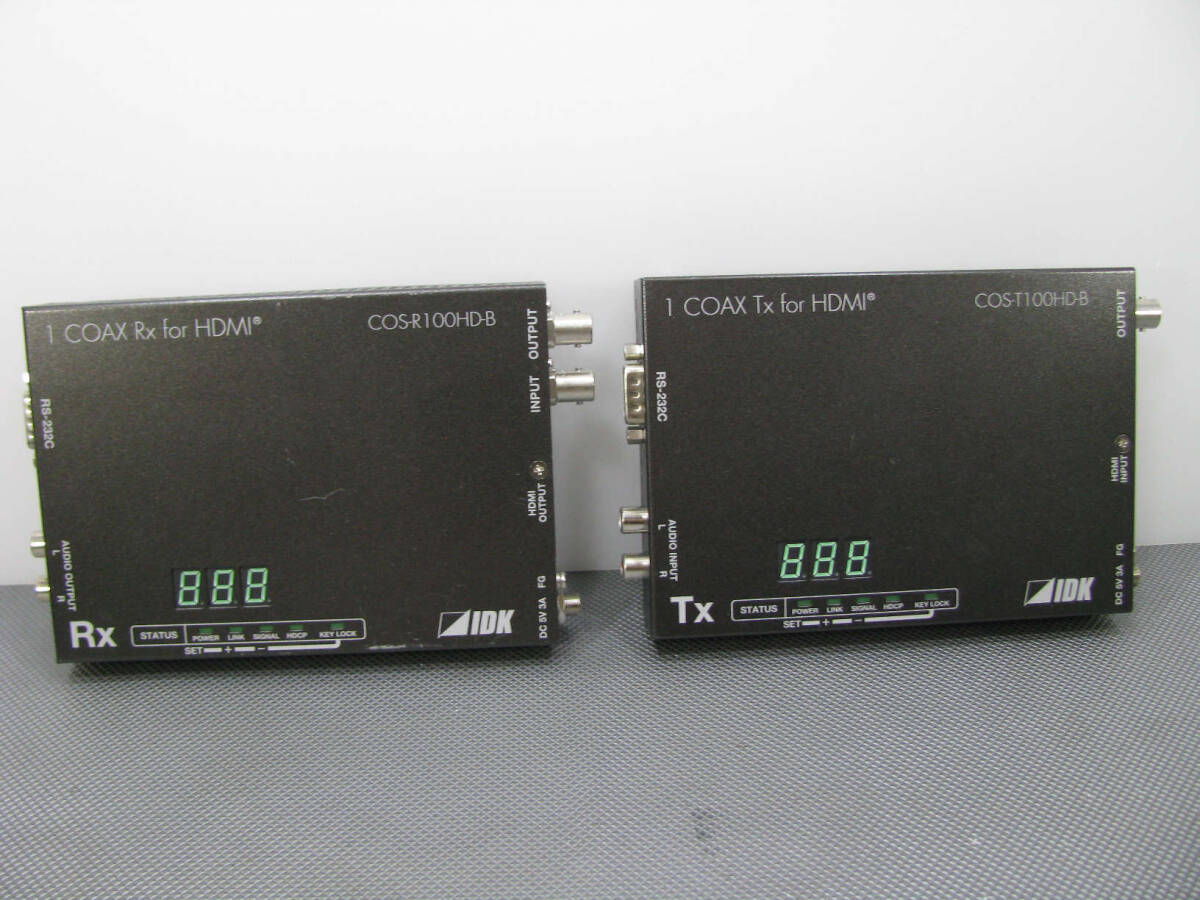 1 COAX Rx for HDMI® COS-R100HD-B
OUTPUT
INPUT
RS-232C
HDMI OUTPUT
AUDIO OUTPUT
L
R
888
DC 5V 3A FG
Rx STATUS POWER LINK SIGNAL HDCP KEY LOCK
SET + −
IDK
1 COAX Tx for HDMI® COS-T100HD-B
OUTPUT
RS-232C
HDMI INPUT
AUDIO INPUT
L
R
888
DC 5V 3A FG
Tx STATUS POWER LINK SIGNAL HDCP KEY LOCK
SET + −
IDK